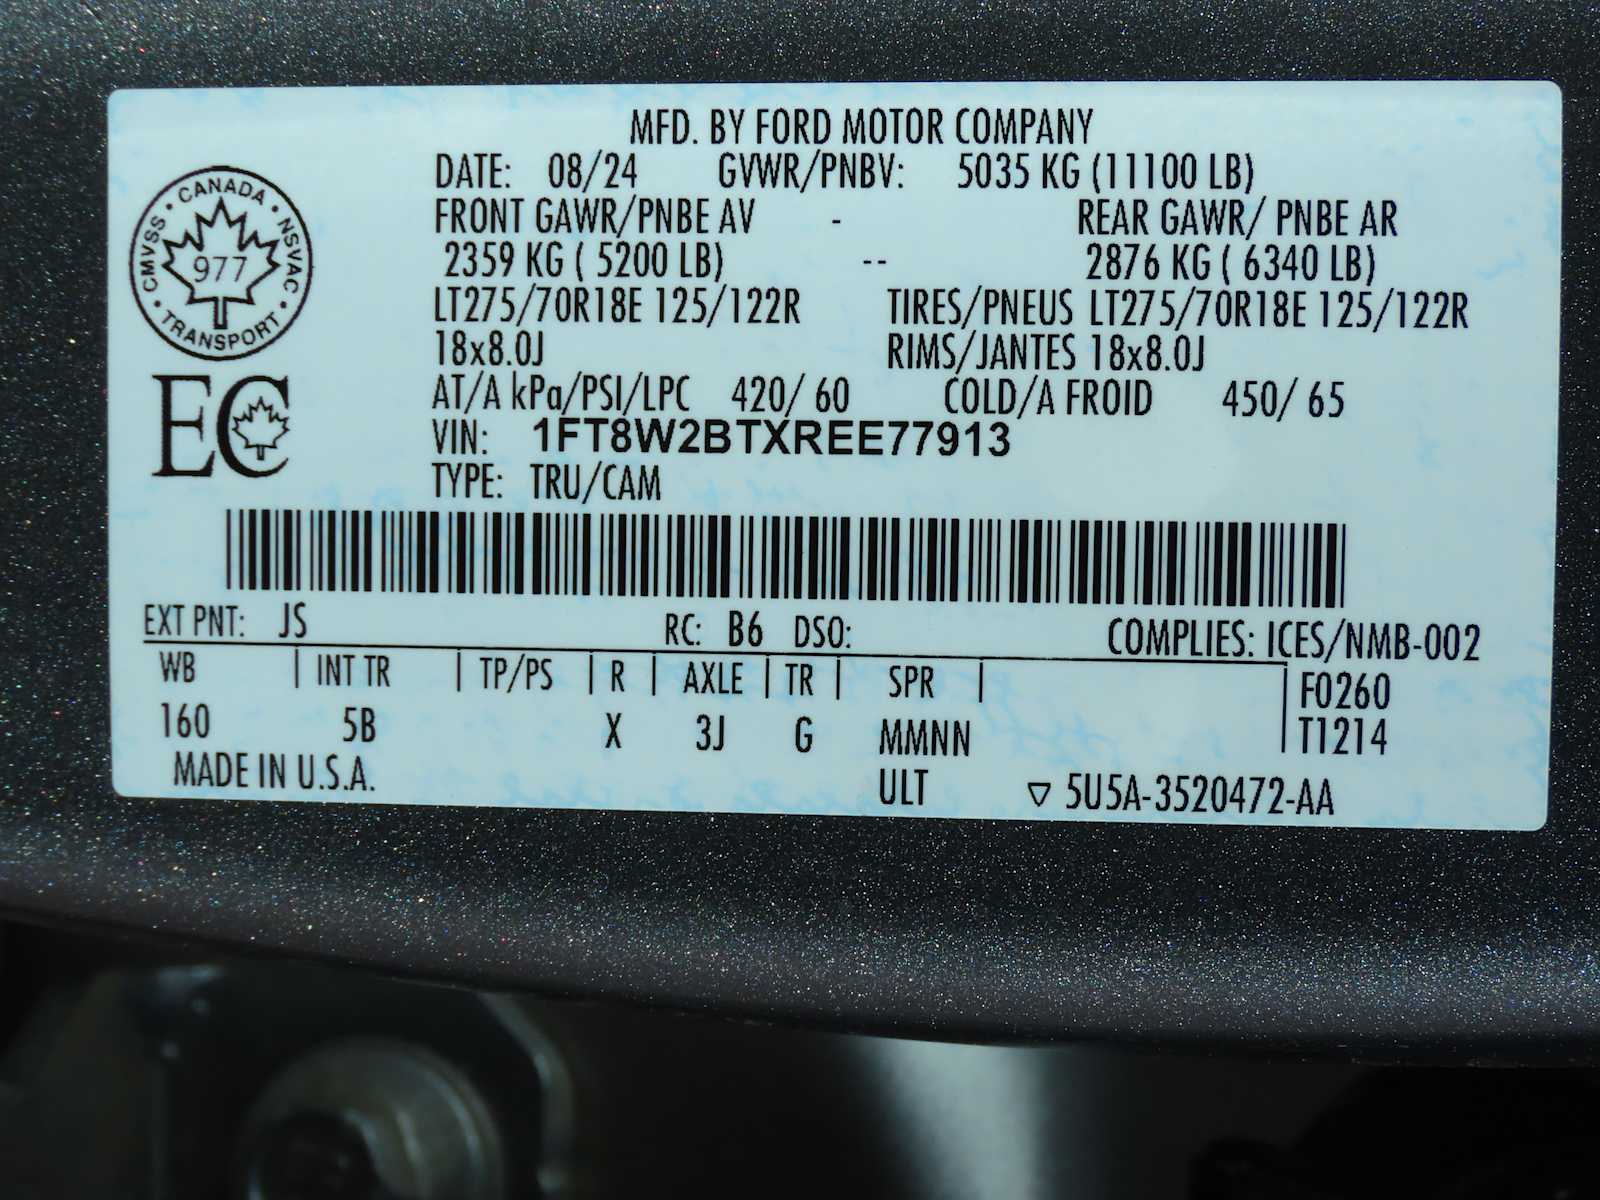 MFD. BY FORD MOTOR COMPANY
DATE: 08/24 GVWR/PNBV: 5035 KG (11100 LB)
FRONT GAWR/PNBE AV - REAR GAWR/ PNBE AR
2359 KG ( 5200 LB) -- 2876 KG ( 6340 LB)
LT275/70R18E 125/122R TIRES/PNEUS LT275/70R18E 125/122R
18x8.0J RIMS/JANTES 18x8.0J
AT/A kPa/PSI/LPC 420/ 60 COLD/A FROID 450/ 65
VIN: 1FT8W2BTXREE77913
TYPE: TRU/CAM
CANADA
CMVSS • NSVAC
977
TRANSPORT
EC
EXT PNT: JS RC: B6 DSO: COMPLIES: ICES/NMB-002
WB | INT TR | TP/PS | R | AXLE | TR | SPR | F0260
160 5B X 3J G MMNN T1214
MADE IN U.S.A. ULT ▽ 5U5A-3520472-AA